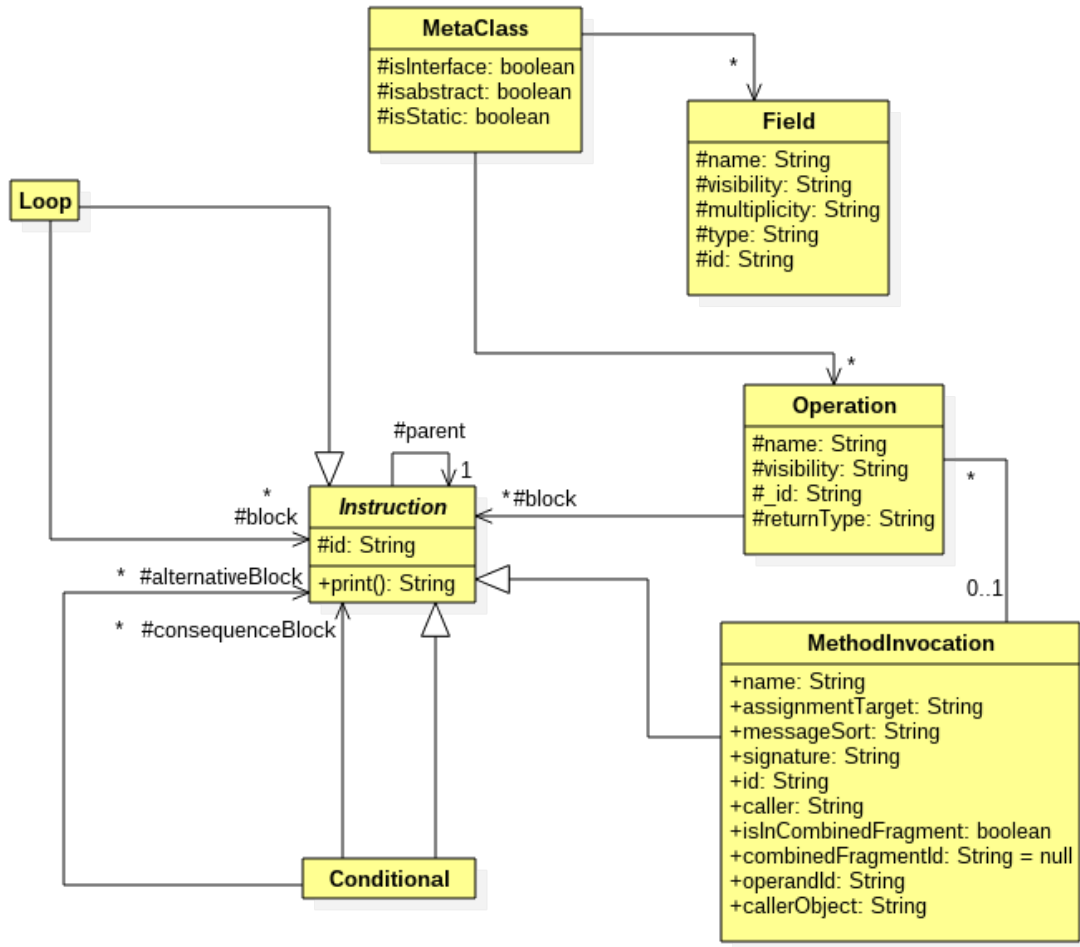 MetaClass
#isInterface: boolean
#isabstract: boolean
#isStatic: boolean
*
Field
#name: String
#visibility: String
#multiplicity: String
#type: String
#id: String
Loop
*
Operation
#name: String
#visibility: String
#_id: String
#returnType: String
#parent
1
*
#block
* #block
*
Instruction
#id: String
+print(): String
* #alternativeBlock
* #consequenceBlock
0..1
MethodInvocation
+name: String
+assignmentTarget: String
+messageSort: String
+signature: String
+id: String
+caller: String
+isInCombinedFragment: boolean
+combinedFragmentId: String = null
+operandId: String
+callerObject: String
Conditional